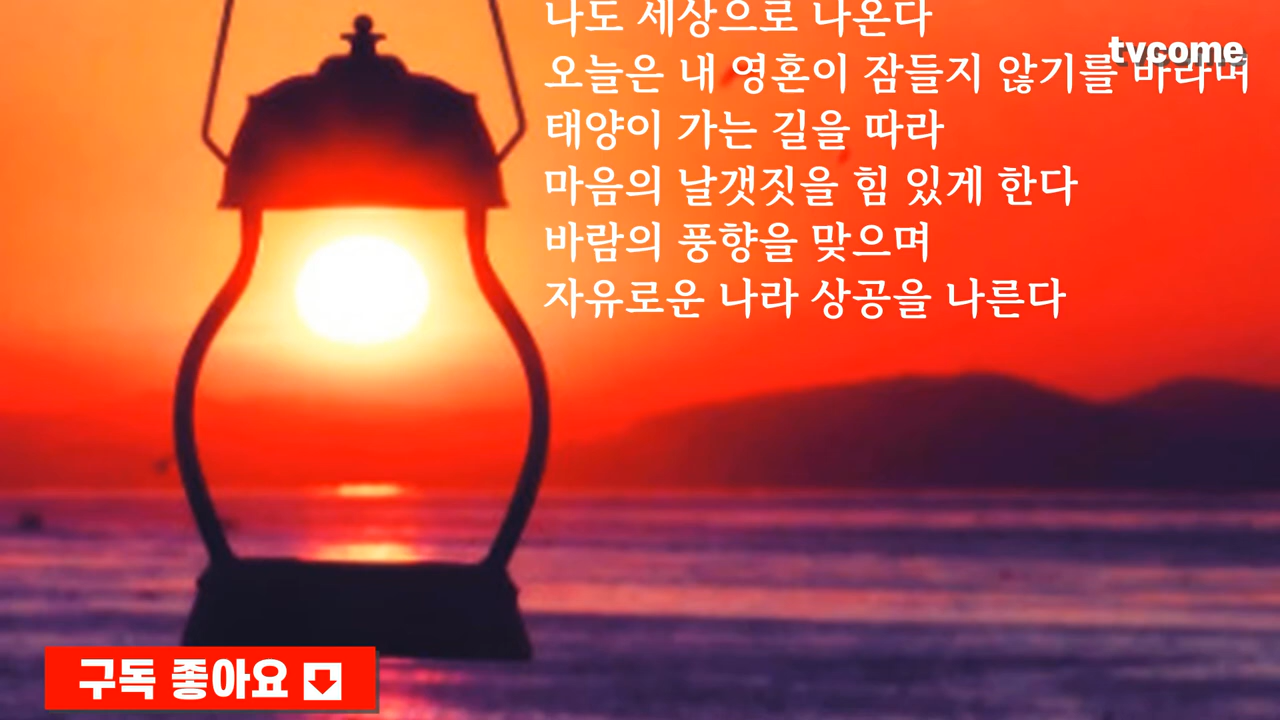 나도 세상으로 나온다
오늘은 내 영혼이 잠들지 않기를 바라며
태양이 가는 길을 따라
마음의 날갯짓을 힘 있게 한다
바람의 풍향을 맞으며
자유로운 나라 상공을 나른다
tvcome
구독 좋아요